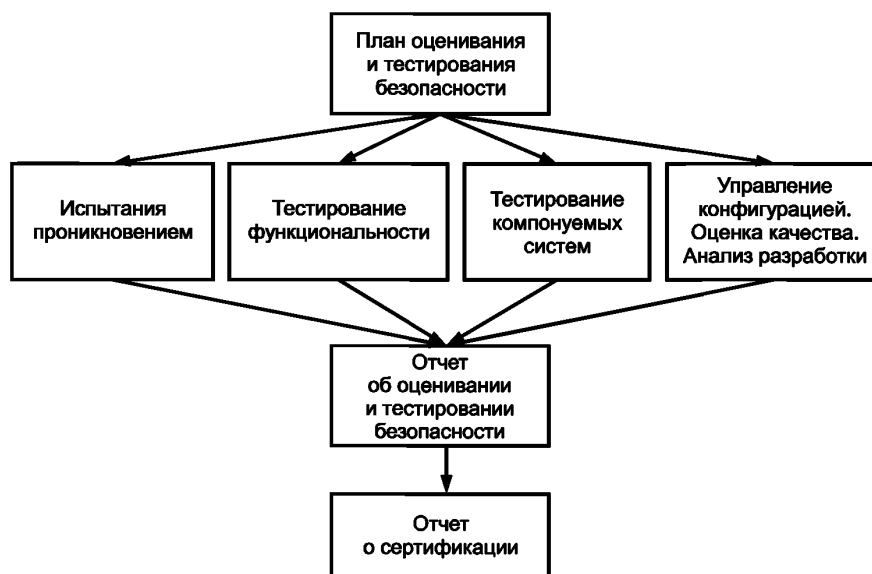 План оценивания
и тестирования
безопасности
Испытания
проникновением
Тестирование
функциональности
Тестирование
компонуемых
систем
Управление
конфигурацией.
Оценка качества.
Анализ разработки
Отчет
об оценивании
и тестировании
безопасности
Отчет
о сертификации